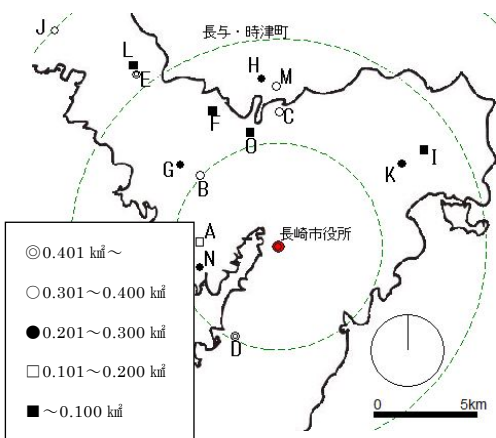 長与・時津町
J
L
E
H
M
F
C
O
I
G
K
B
A
長崎市役所
N
D
◎0.401 k㎡～
○0.301～0.400 k㎡
●0.201～0.300 k㎡
□0.101～0.200 k㎡
■～0.100 k㎡
0 5km